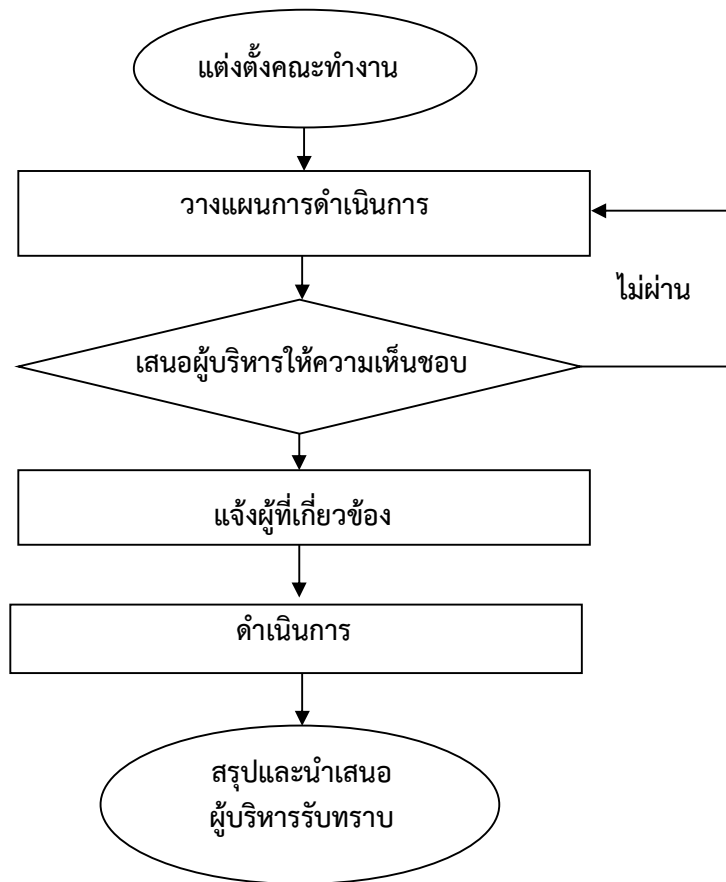 แต่งตั้งคณะทำงาน
วางแผนการดำเนินการ
ไม่ผ่าน
เสนอผู้บริหารให้ความเห็นชอบ
แจ้งผู้ที่เกี่ยวข้อง
ดำเนินการ
สรุปและนำเสนอ
ผู้บริหารรับทราบ